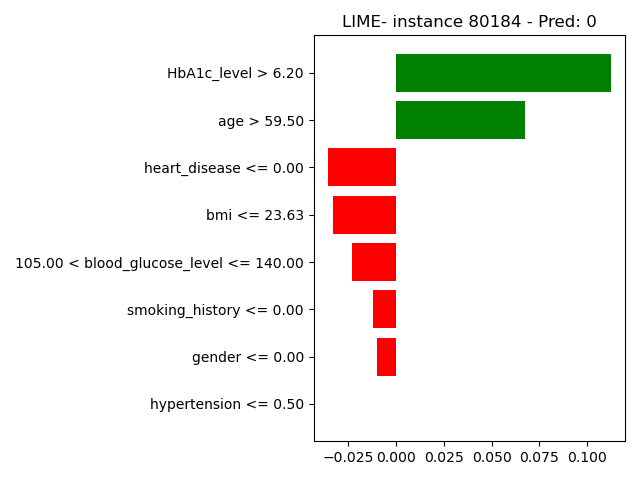 LIME- instance 80184 - Pred: 0
HbA1c_level > 6.20
age > 59.50
heart_disease <= 0.00
bmi <= 23.63
105.00 < blood_glucose_level <= 140.00
smoking_history <= 0.00
gender <= 0.00
hypertension <= 0.50
−0.025 0.000 0.025 0.050 0.075 0.100